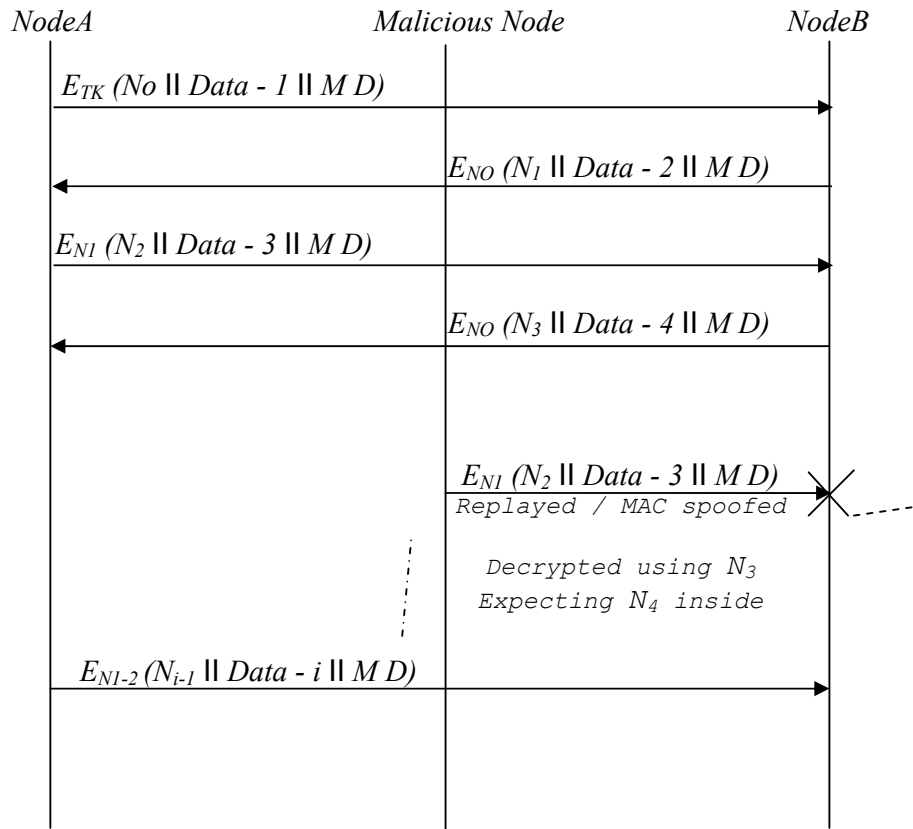 NodeA Malicious Node NodeB
E_TK (No || Data - 1 || M D)
E_NO (N_1 || Data - 2 || M D)
E_N1 (N_2 || Data - 3 || M D)
E_NO (N_3 || Data - 4 || M D)
E_N1 (N_2 || Data - 3 || M D)
Replayed / MAC spoofed
Decrypted using N_3
Expecting N_4 inside
E_N1-2 (N_i-1 || Data - i || M D)